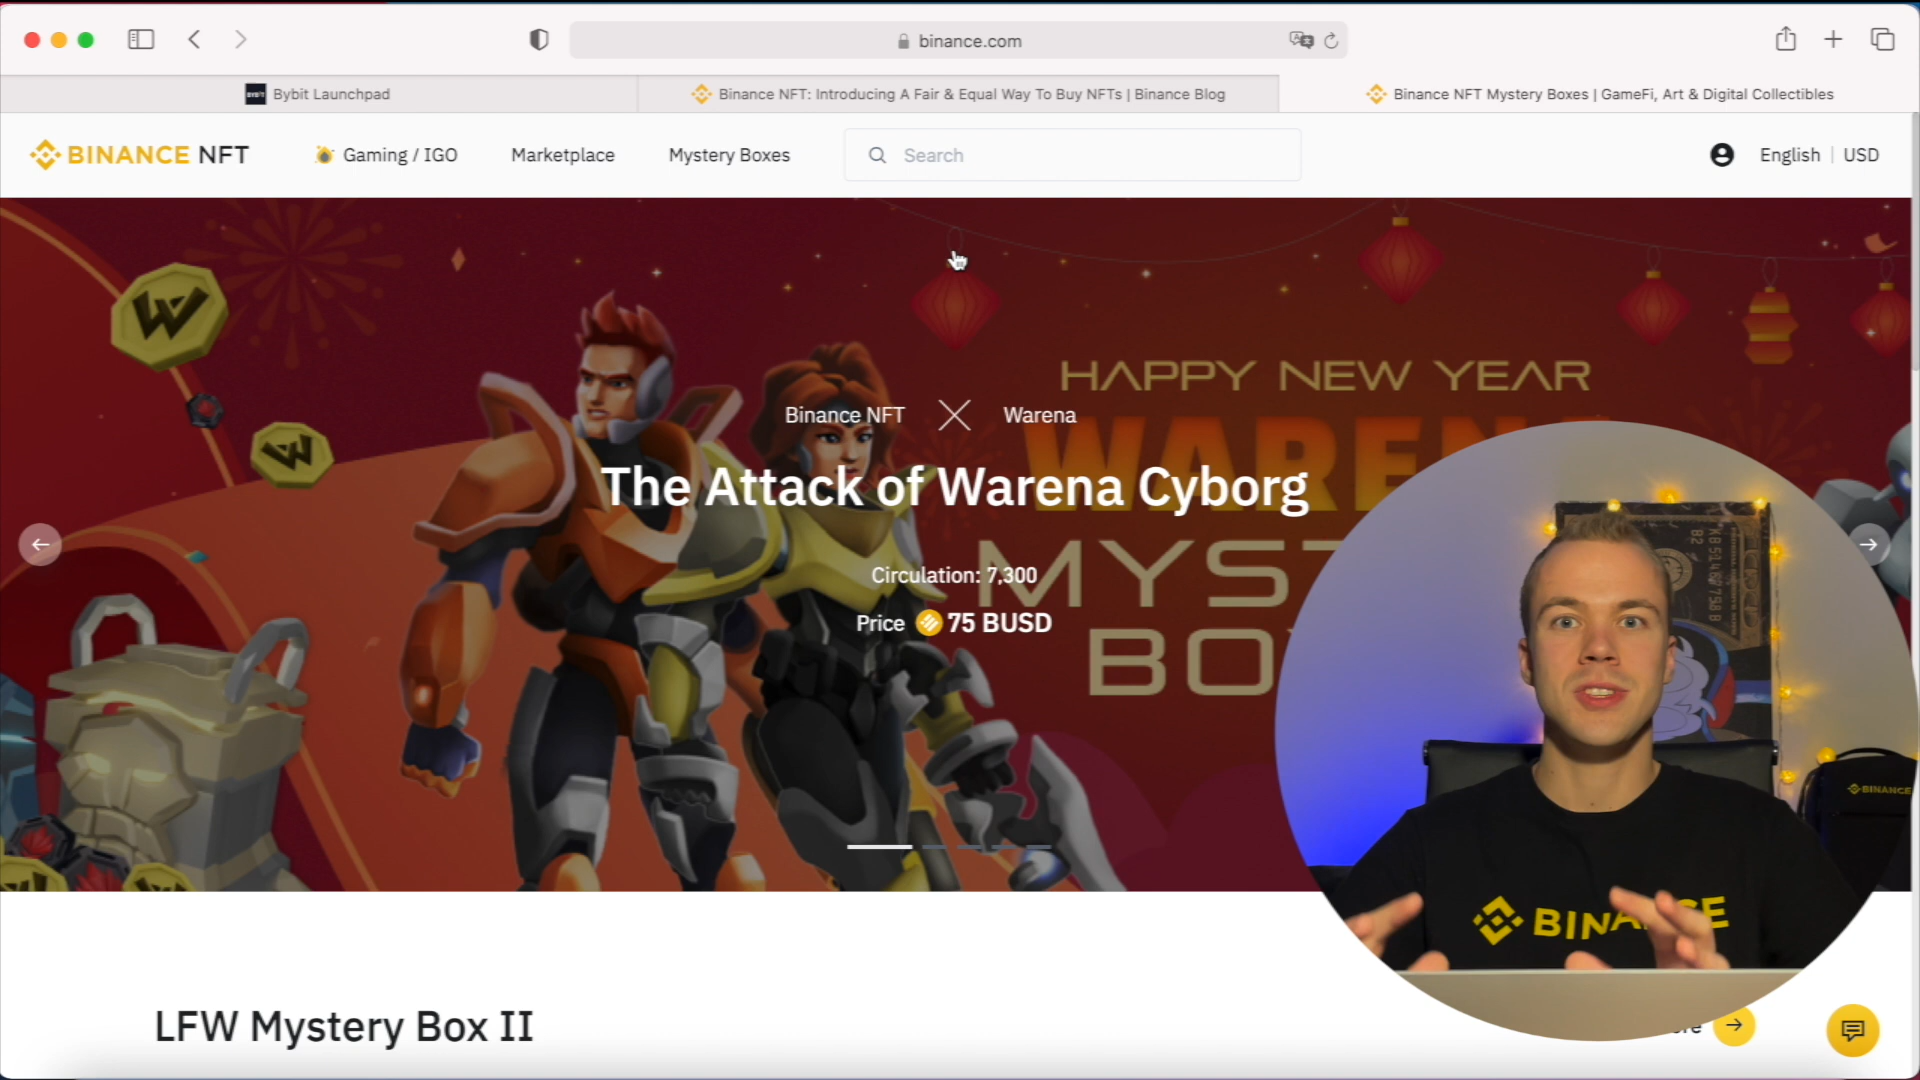 binance.com
Bybit Launchpad
Binance NFT: Introducing A Fair & Equal Way To Buy NFTs | Binance Blog
Binance NFT Mystery Boxes | GameFi, Art & Digital Collectibles
BINANCE NFT
Gaming / IGO
Marketplace
Mystery Boxes
Search
English | USD
HAPPY NEW YEAR
Binance NFT
Warena
The Attack of Warena Cyborg
Circulation: 7,300
Price 75 BUSD
BINANCE
LFW Mystery Box II